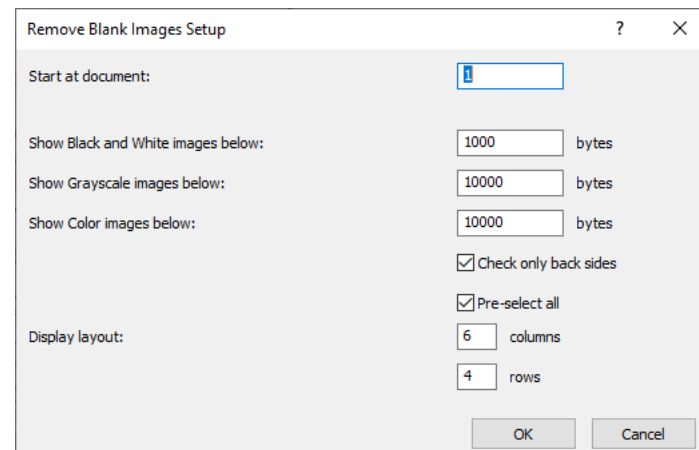 Remove Blank Images Setup ?
Start at document: 1
Show Black and White images below: 1000 bytes
Show Grayscale images below: 10000 bytes
Show Color images below: 10000 bytes
Check only back sides
Pre-select all
Display layout: 6 columns
4 rows
OK Cancel